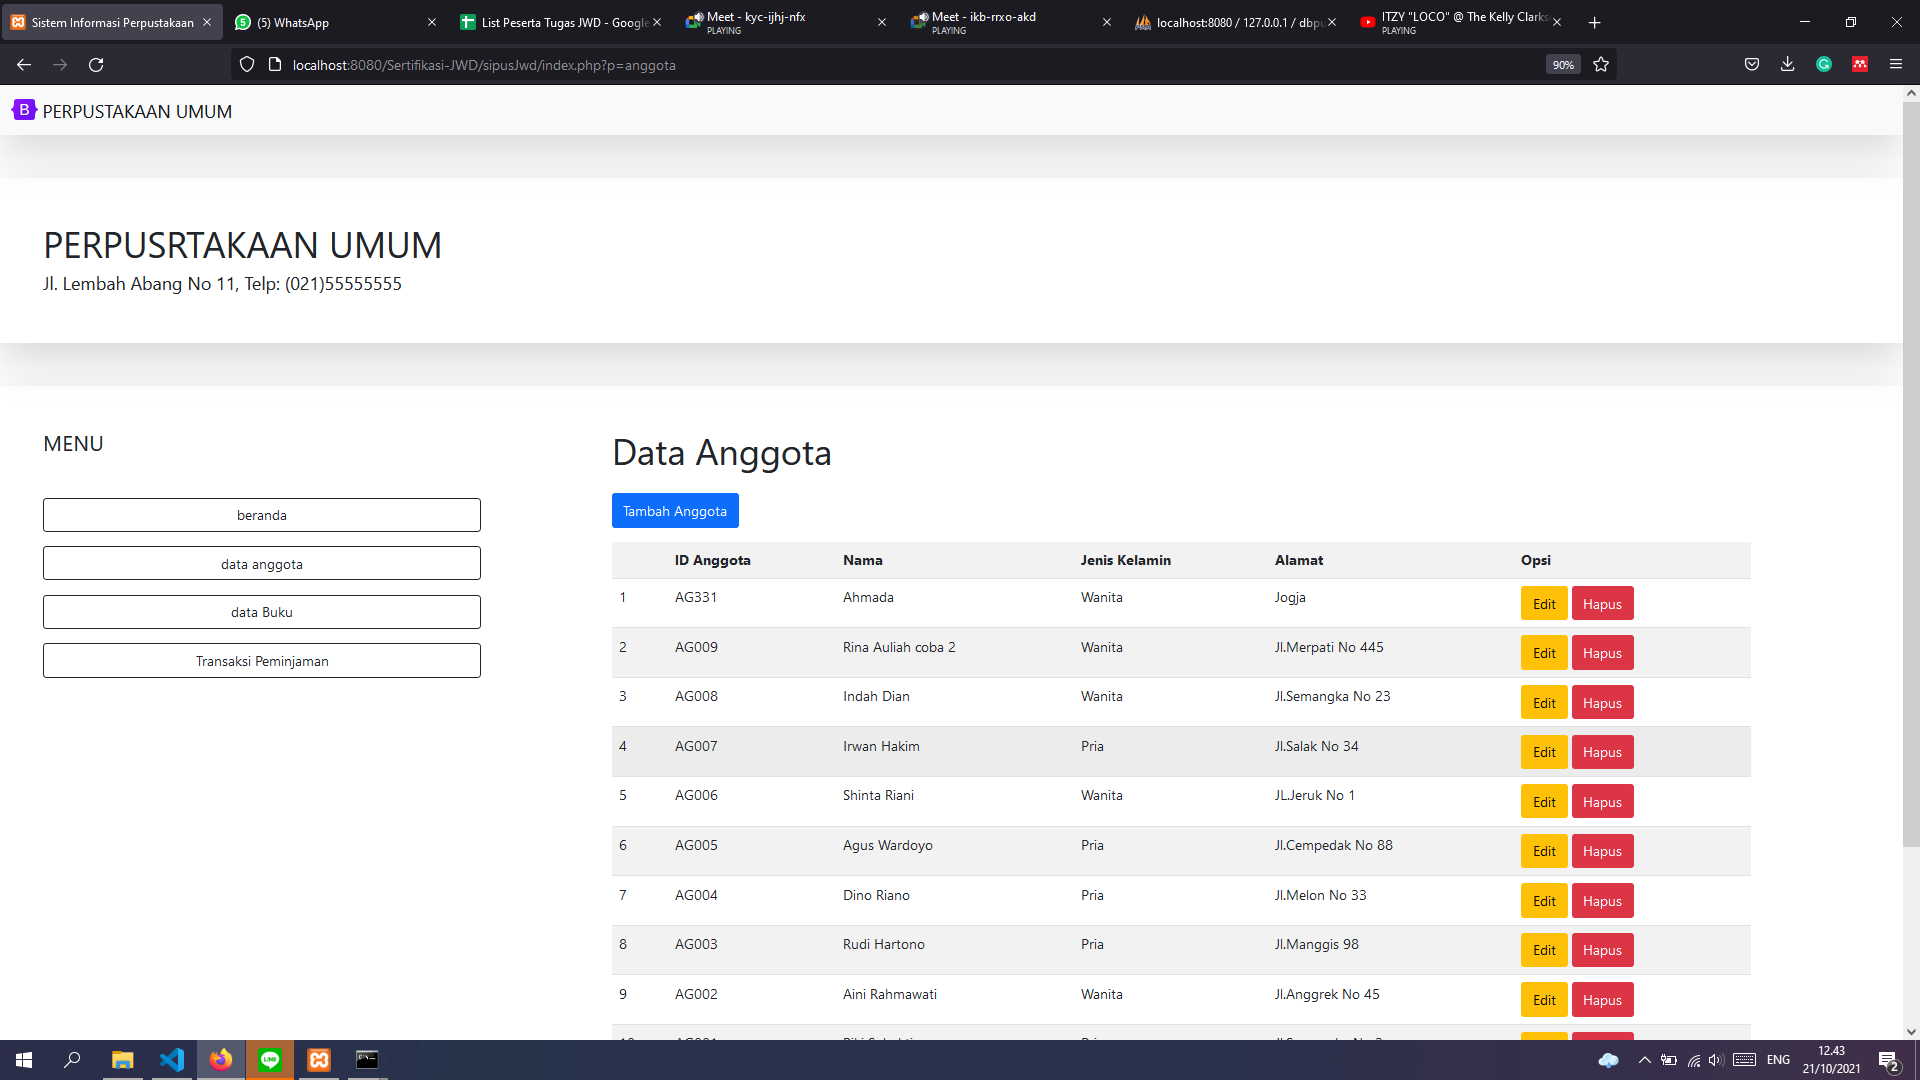 Sistem Informasi Perpustakaan
(5) WhatsApp
List Peserta Tugas JWD - Google
Meet - kyc-ijhj-nfx
PLAYING
Meet - ikb-rrxo-akd
PLAYING
localhost:8080 / 127.0.0.1 / dbpu
ITZY "LOCO" @ The Kelly Clarks
PLAYING
localhost:8080/Sertifikasi-JWD/sipusJwd/index.php?p=anggota
90%
B PERPUSTAKAAN UMUM
PERPUSRTAKAAN UMUM
Jl. Lembah Abang No 11, Telp: (021)55555555
MENU
beranda
data anggota
data Buku
Transaksi Peminjaman
Data Anggota
Tambah Anggota
ID Anggota Nama Jenis Kelamin Alamat Opsi
1 AG331 Ahmada Wanita Jogja Edit Hapus
2 AG009 Rina Auliah coba 2 Wanita Jl.Merpati No 445 Edit Hapus
3 AG008 Indah Dian Wanita Jl.Semangka No 23 Edit Hapus
4 AG007 Irwan Hakim Pria Jl.Salak No 34 Edit Hapus
5 AG006 Shinta Riani Wanita JL.Jeruk No 1 Edit Hapus
6 AG005 Agus Wardoyo Pria Jl.Cempedak No 88 Edit Hapus
7 AG004 Dino Riano Pria Jl.Melon No 33 Edit Hapus
8 AG003 Rudi Hartono Pria Jl.Manggis 98 Edit Hapus
9 AG002 Aini Rahmawati Wanita Jl.Anggrek No 45 Edit Hapus
ENG
12.43
21/10/2021
2